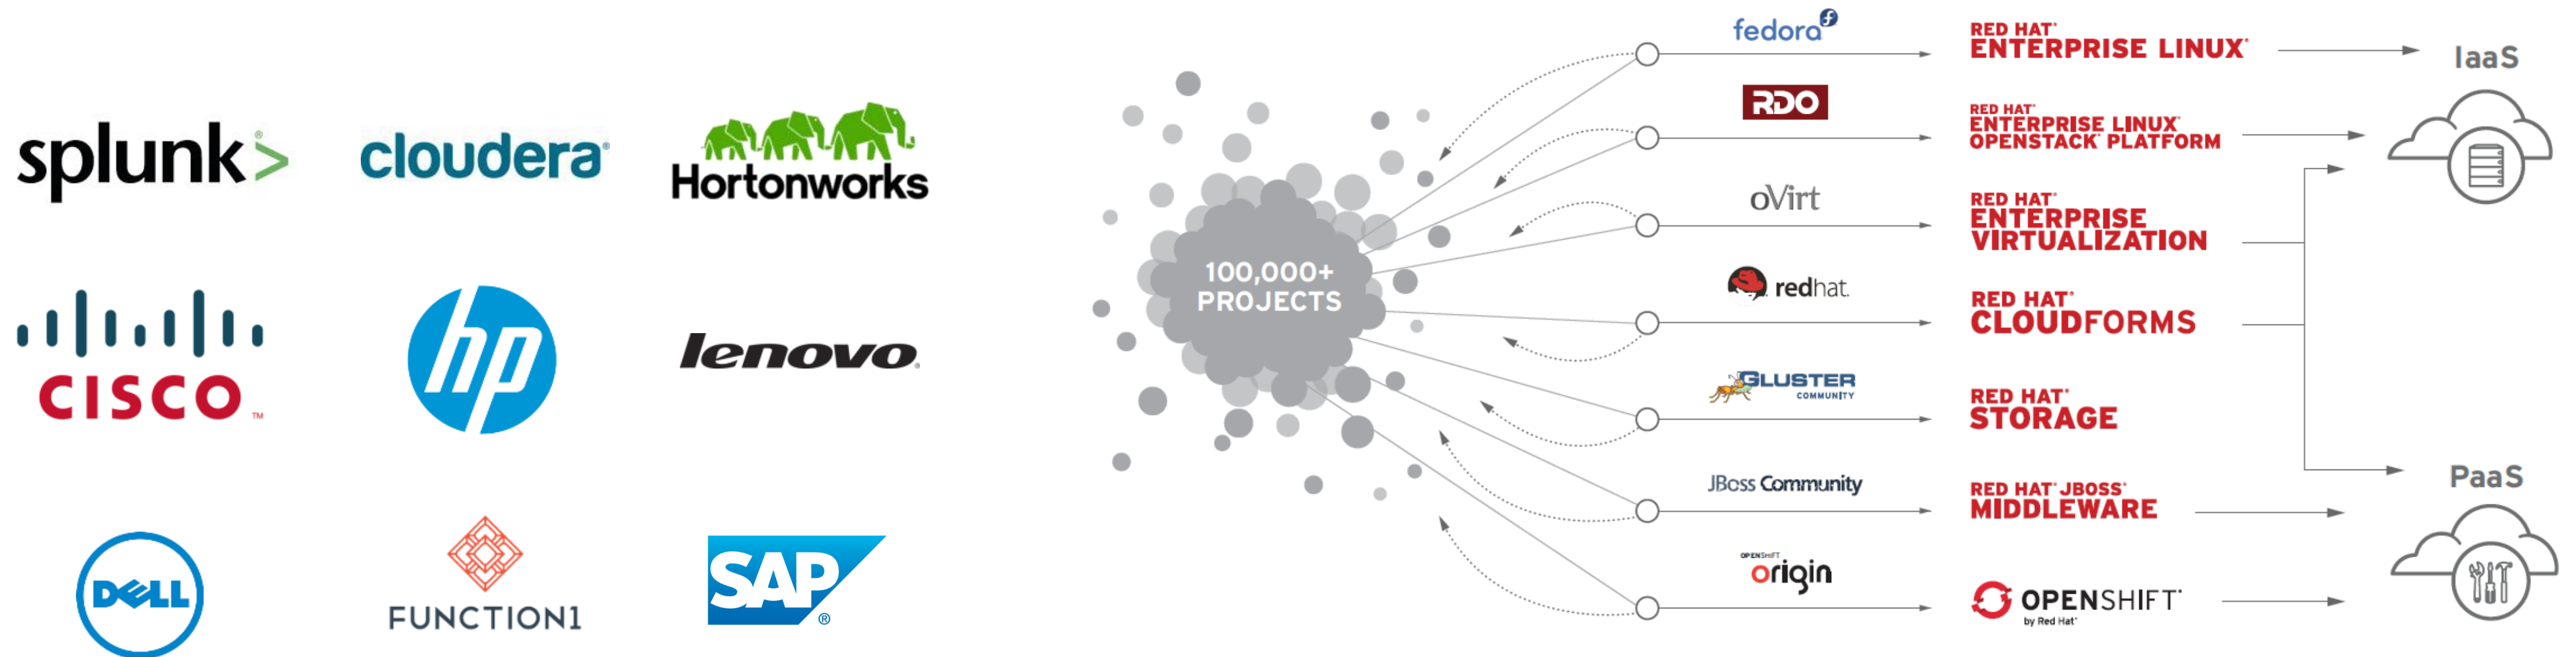 splunk>
cloudera
Hortonworks
CISCO
hp
lenovo
DELL
FUNCTION1
SAP
100,000+
PROJECTS
fedora
RDO
oVirt
redhat.
GLUSTER
COMMUNITY
JBoss Community
OPENSHIFT
origin
RED HAT
ENTERPRISE LINUX
RED HAT
ENTERPRISE LINUX
OPENSTACK PLATFORM
RED HAT
ENTERPRISE
VIRTUALIZATION
RED HAT
CLOUDFORMS
RED HAT
STORAGE
RED HAT JBOSS
MIDDLEWARE
OPENSHIFT
by Red Hat
IaaS
PaaS